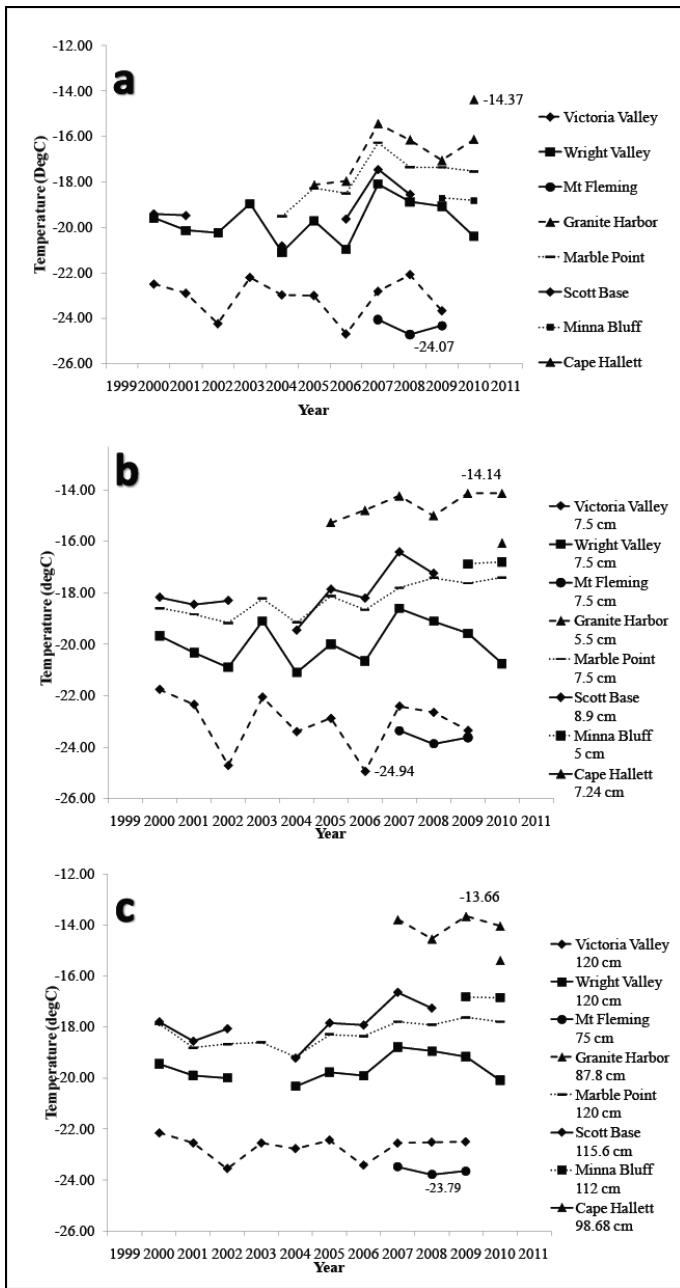 a
-12.00
-14.00
-16.00
-18.00
-20.00
-22.00
-24.00
-26.00
Temperature (DegC)
-14.37
-24.07
1999 2000 2001 2002 2003 2004 2005 2006 2007 2008 2009 2010 2011
Year
Victoria Valley
Wright Valley
Mt Fleming
Granite Harbor
Marble Point
Scott Base
Minna Bluff
Cape Hallett
b
-14.00
-16.00
-18.00
-20.00
-22.00
-24.00
-26.00
Temperature (degC)
-14.14
-24.94
1999 2000 2001 2002 2003 2004 2005 2006 2007 2008 2009 2010 2011
Year
Victoria Valley
7.5 cm
Wright Valley
7.5 cm
Mt Fleming
7.5 cm
Granite Harbor
5.5 cm
Marble Point
7.5 cm
Scott Base
8.9 cm
Minna Bluff
5 cm
Cape Hallett
7.24 cm
c
-12.00
-14.00
-16.00
-18.00
-20.00
-22.00
-24.00
-26.00
Temperature (degC)
-13.66
-23.79
1999 2000 2001 2002 2003 2004 2005 2006 2007 2008 2009 2010 2011
Year
Victoria Valley
120 cm
Wright Valley
120 cm
Mt Fleming
75 cm
Granite Harbor
87.8 cm
Marble Point
120 cm
Scott Base
115.6 cm
Minna Bluff
112 cm
Cape Hallett
98.68 cm